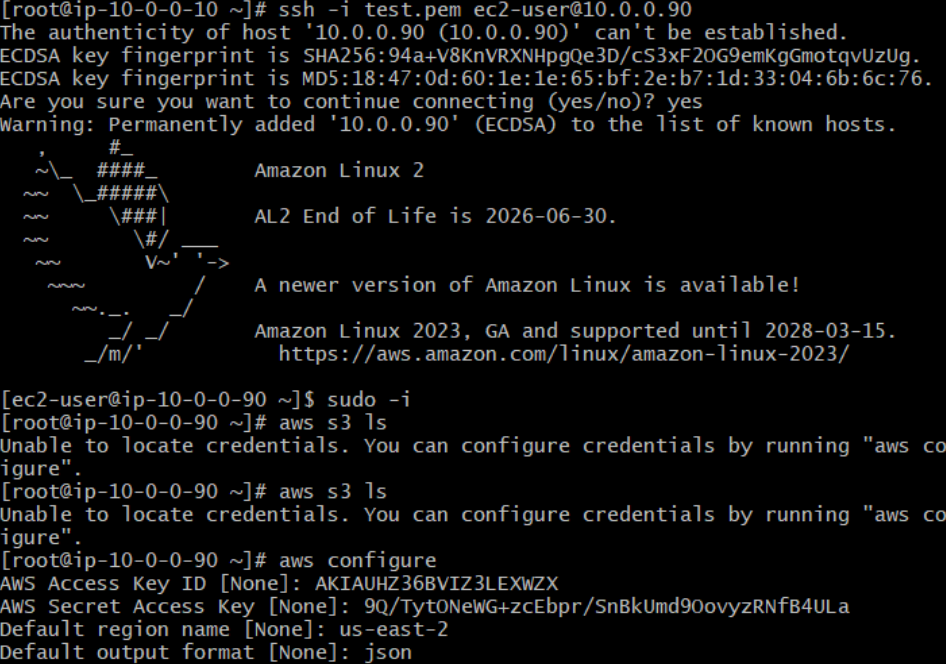 [root@ip-10-0-0-10 ~]# ssh -i test.pem ec2-user@10.0.0.90
The authenticity of host '10.0.0.90 (10.0.0.90)' can't be established.
ECDSA key fingerprint is SHA256:94a+V8KnVRXNHpgQe3D/cS3xF2OG9emKgGmotqvUzUg.
ECDSA key fingerprint is MD5:18:47:0d:60:1e:1e:65:bf:2e:b7:1d:33:04:6b:6c:76.
Are you sure you want to continue connecting (yes/no)? yes
Warning: Permanently added '10.0.0.90' (ECDSA) to the list of known hosts.
   ,     #_
   ~\_  ####_        Amazon Linux 2
  ~~  \_#####\
  ~~     \###|       AL2 End of Life is 2026-06-30.
  ~~       \#/ ___
   ~~       V~' '->
    ~~~         /    A newer version of Amazon Linux is available!
      ~~._.   _/
         _/ _/       Amazon Linux 2023, GA and supported until 2028-03-15.
       _/m/'           https://aws.amazon.com/linux/amazon-linux-2023/
[ec2-user@ip-10-0-0-90 ~]$ sudo -i
[root@ip-10-0-0-90 ~]# aws s3 ls
Unable to locate credentials. You can configure credentials by running "aws co
igure".
[root@ip-10-0-0-90 ~]# aws s3 ls
Unable to locate credentials. You can configure credentials by running "aws co
igure".
[root@ip-10-0-0-90 ~]# aws configure
AWS Access Key ID [None]: AKIAUHZ36BVIZ3LEXWZX
AWS Secret Access Key [None]: 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
Default region name [None]: us-east-2
Default output format [None]: json